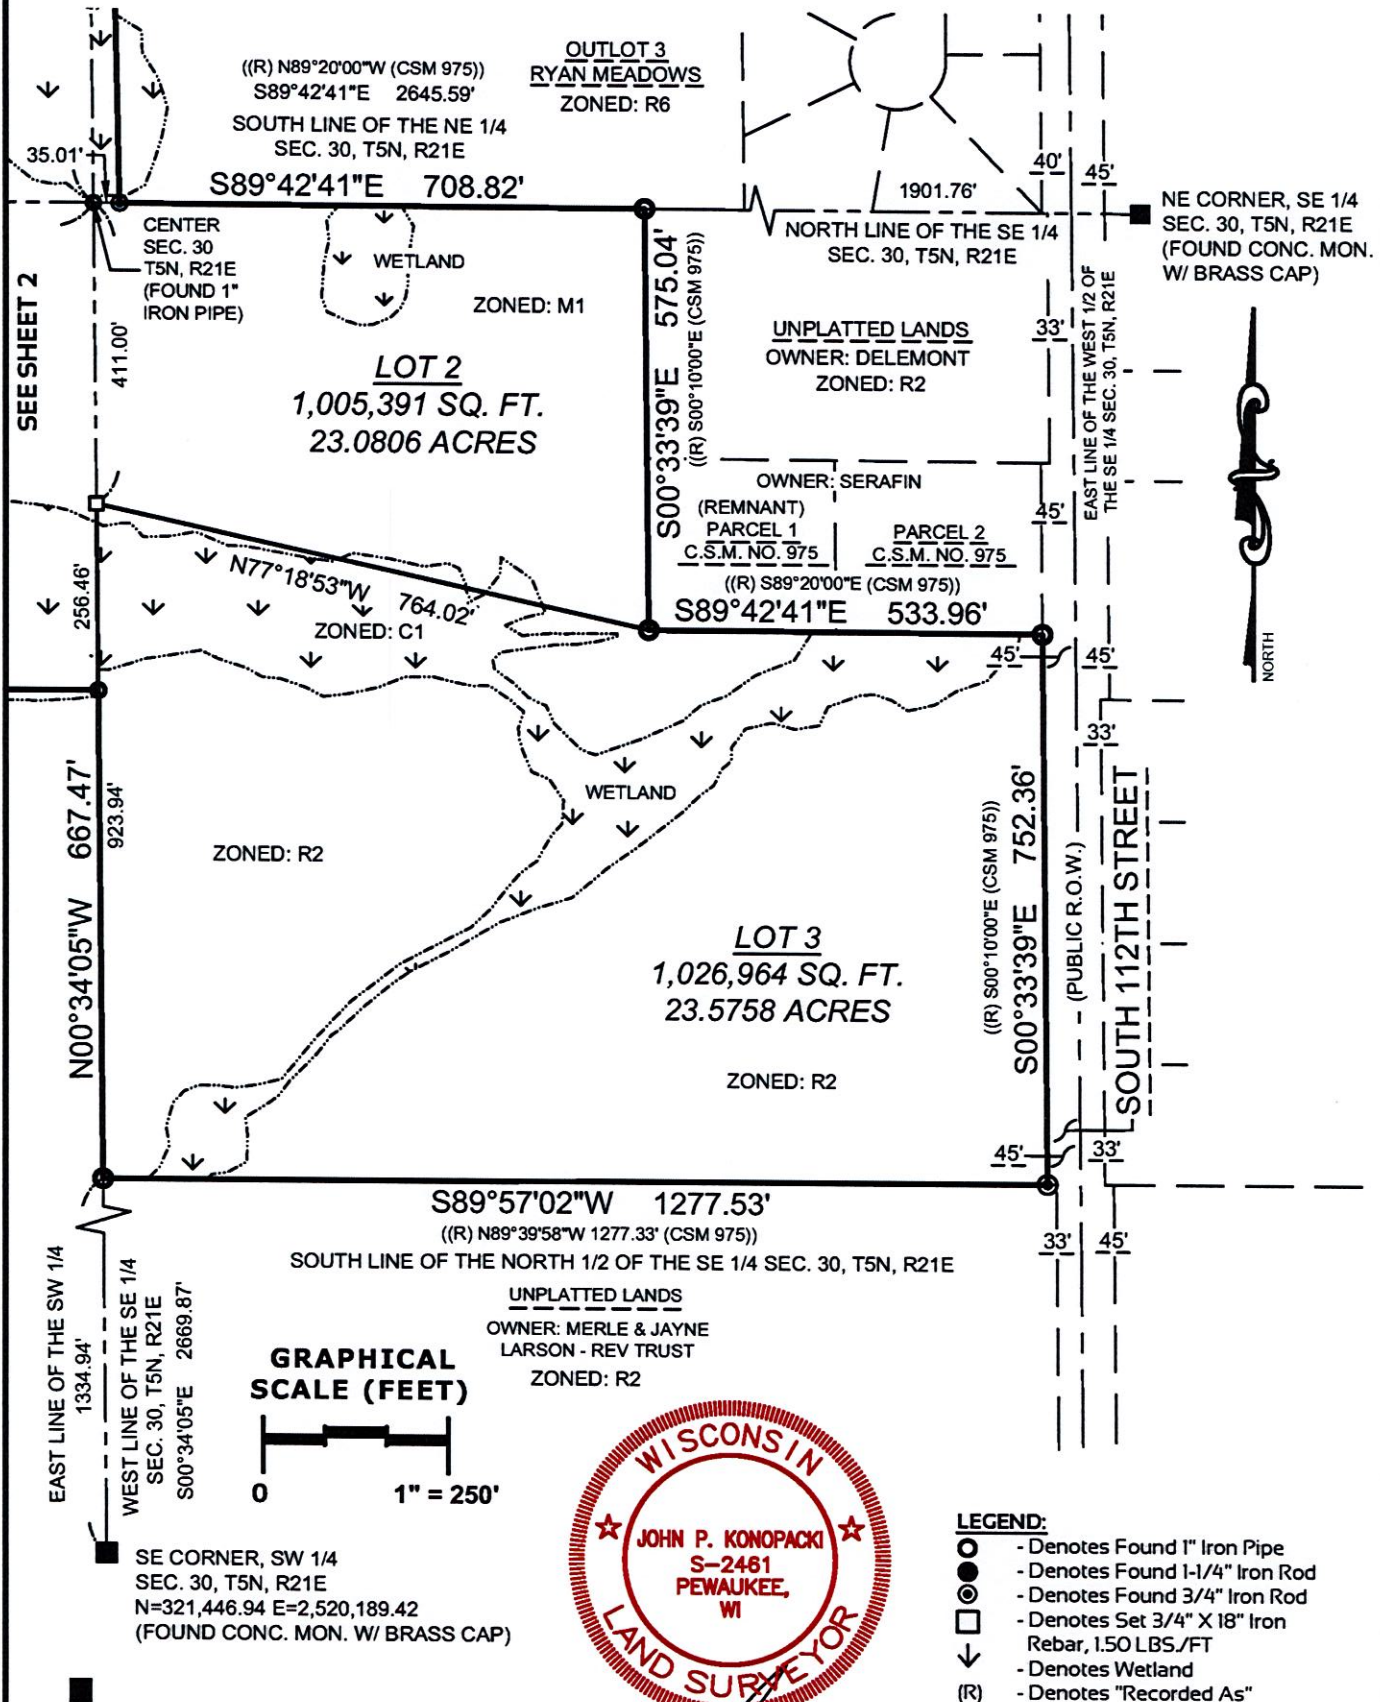 ((R) N89°20'00"W (CSM 975))
S89°42'41"E 2645.59'
SOUTH LINE OF THE NE 1/4
SEC. 30, T5N, R21E
OUTLOT 3
RYAN MEADOWS
ZONED: R6
35.01'
S89°42'41"E 708.82'
1901.76'
40'
45'
NE CORNER, SE 1/4
SEC. 30, T5N, R21E
(FOUND CONC. MON.
W/ BRASS CAP)
NORTH LINE OF THE SE 1/4
SEC. 30, T5N, R21E
CENTER
SEC. 30
T5N, R21E
(FOUND 1"
IRON PIPE)
WETLAND
ZONED: M1
SEE SHEET 2
411.00'
LOT 2
1,005,391 SQ. FT.
23.0806 ACRES
S00°33'39"E 575.04'
((R) S00°10'00"E (CSM 975))
UNPLATTED LANDS
OWNER: DELEMONT
ZONED: R2
33'
EAST LINE OF THE WEST 1/2 OF
THE SE 1/4 SEC. 30, T5N, R21E
OWNER: SERAFIN
(REMNANT)
PARCEL 1
C.S.M. NO. 975
PARCEL 2
C.S.M. NO. 975
45'
((R) S89°20'00"E (CSM 975))
S89°42'41"E 533.96'
NORTH
N77°18'53"W 764.02'
256.46'
ZONED: C1
45'
45'
33'
WETLAND
N00°34'05"W 667.47'
923.94'
ZONED: R2
LOT 3
1,026,964 SQ. FT.
23.5758 ACRES
ZONED: R2
((R) S00°10'00"E (CSM 975))
S00°33'39"E 752.36'
(PUBLIC R.O.W.)
SOUTH 112TH STREET
45'
33'
S89°57'02"W 1277.53'
((R) N89°39'58"W 1277.33' (CSM 975))
SOUTH LINE OF THE NORTH 1/2 OF THE SE 1/4 SEC. 30, T5N, R21E
33'
45'
UNPLATTED LANDS
OWNER: MERLE & JAYNE
LARSON - REV TRUST
ZONED: R2
EAST LINE OF THE SW 1/4
1334.94'
WEST LINE OF THE SE 1/4
SEC. 30, T5N, R21E
S00°34'05"E 2669.87'
GRAPHICAL
SCALE (FEET)
0 1" = 250'
SE CORNER, SW 1/4
SEC. 30, T5N, R21E
N=321,446.94 E=2,520,189.42
(FOUND CONC. MON. W/ BRASS CAP)
WISCONSIN
JOHN P. KONOPACKI
S-2461
PEWAUKEE,
WI
LAND SURVEYOR
LEGEND:
- Denotes Found 1" Iron Pipe
- Denotes Found 1-1/4" Iron Rod
- Denotes Found 3/4" Iron Rod
- Denotes Set 3/4" X 18" Iron
Rebar, 1.50 LBS./FT
- Denotes Wetland
(R) - Denotes "Recorded As"